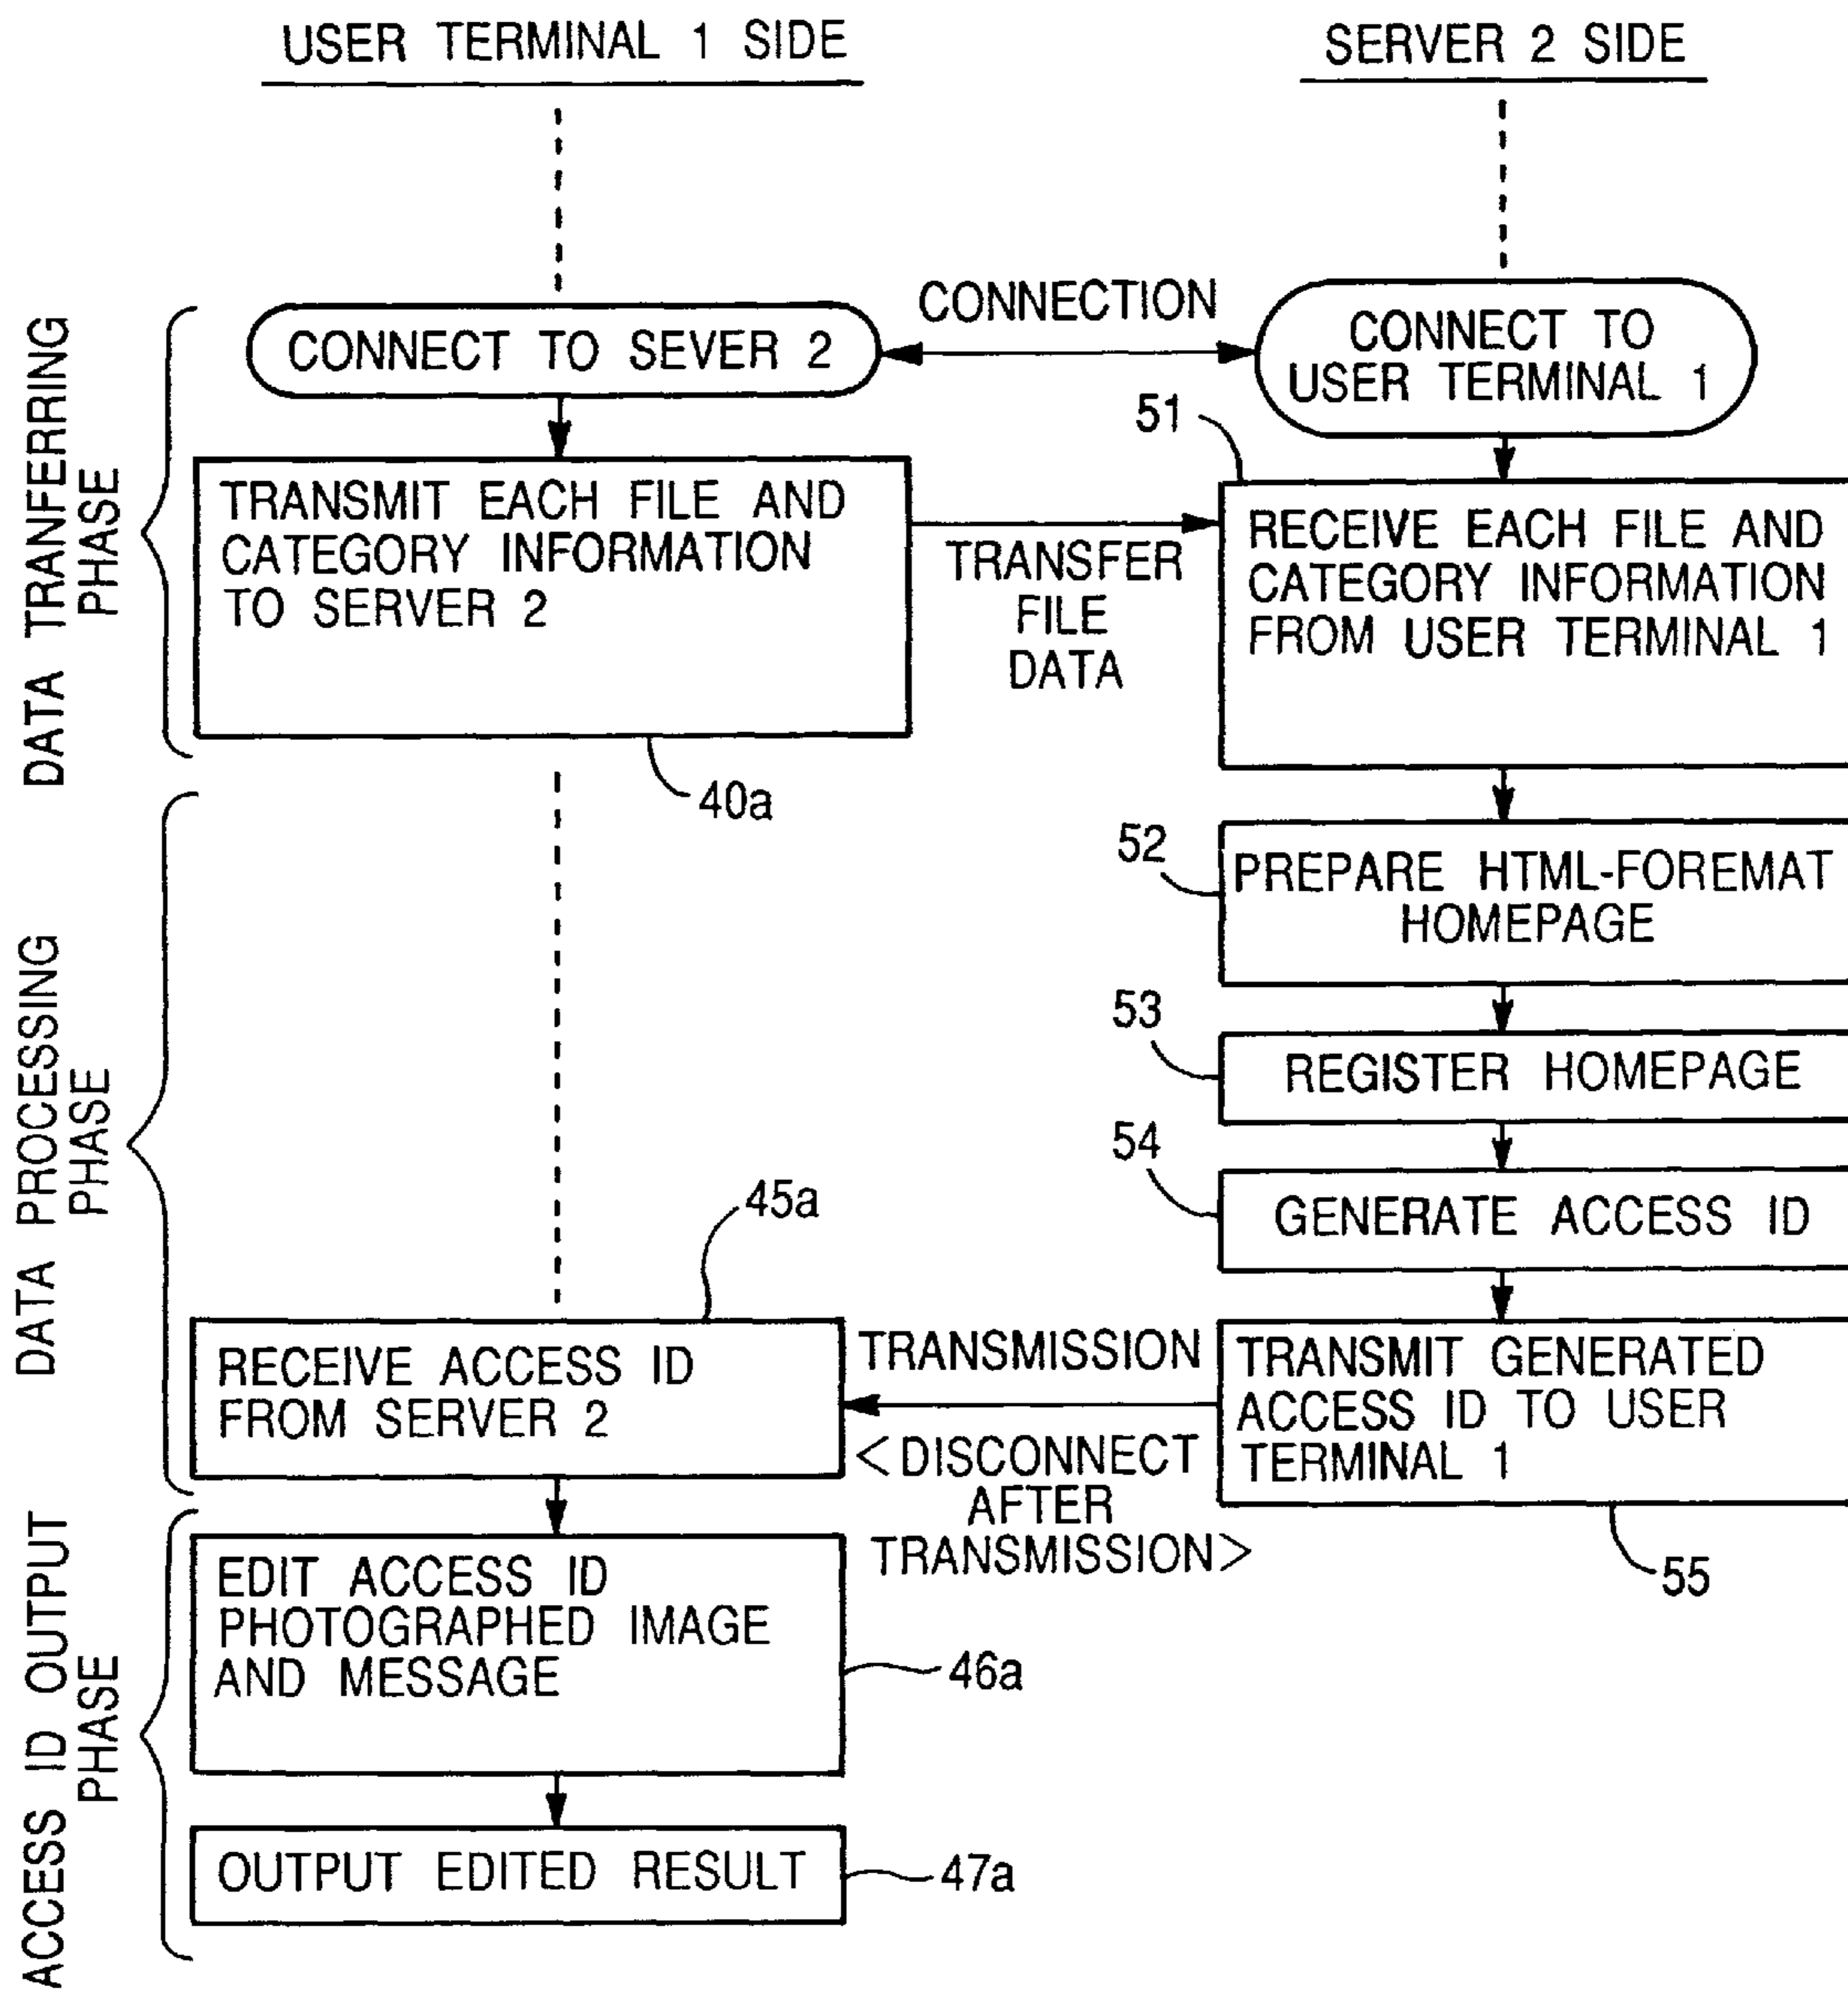 USER TERMINAL 1 SIDE
SERVER 2 SIDE
DATA TRANFERRING
PHASE
CONNECT TO SEVER 2
CONNECTION
CONNECT TO
USER TERMINAL 1
51
TRANSMIT EACH FILE AND
CATEGORY INFORMATION
TO SERVER 2
TRANSFER
FILE
DATA
RECEIVE EACH FILE AND
CATEGORY INFORMATION
FROM USER TERMINAL 1
40a
DATA PROCESSING
PHASE
52
PREPARE HTML-FOREMAT
HOMEPAGE
53
REGISTER HOMEPAGE
54
GENERATE ACCESS ID
45a
RECEIVE ACCESS ID
FROM SERVER 2
TRANSMISSION
<DISCONNECT
AFTER
TRANSMISSION>
TRANSMIT GENERATED
ACCESS ID TO USER
TERMINAL 1
55
ACCESS ID OUTPUT
PHASE
EDIT ACCESS ID
PHOTOGRAPHED IMAGE
AND MESSAGE
46a
OUTPUT EDITED RESULT
47a